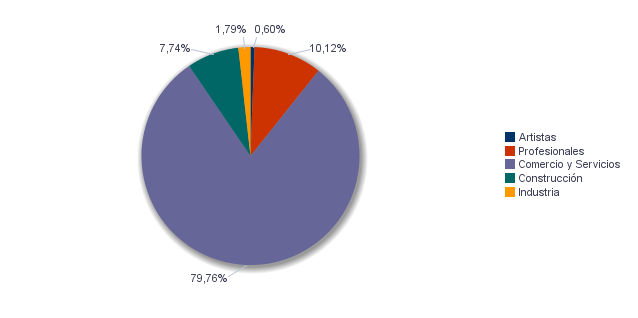 1,79%
0,60%
7,74%
10,12%
79,76%
Artistas
Profesionales
Comercio y Servicios
Construcción
Industria